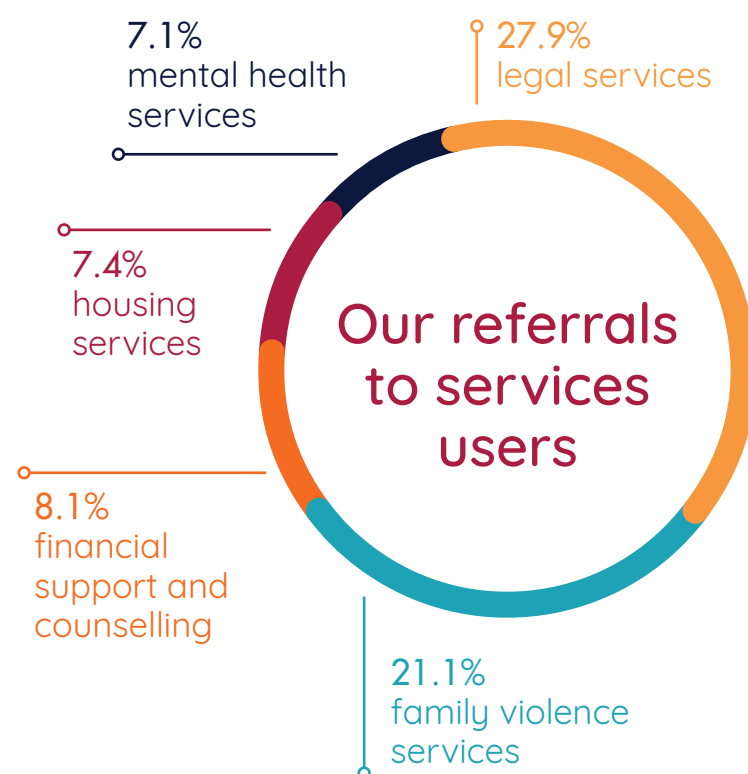 7.1%
mental health
services
27.9%
legal services
7.4%
housing
services
Our referrals
to services
users
8.1%
financial
support and
counselling
21.1%
family violence
services